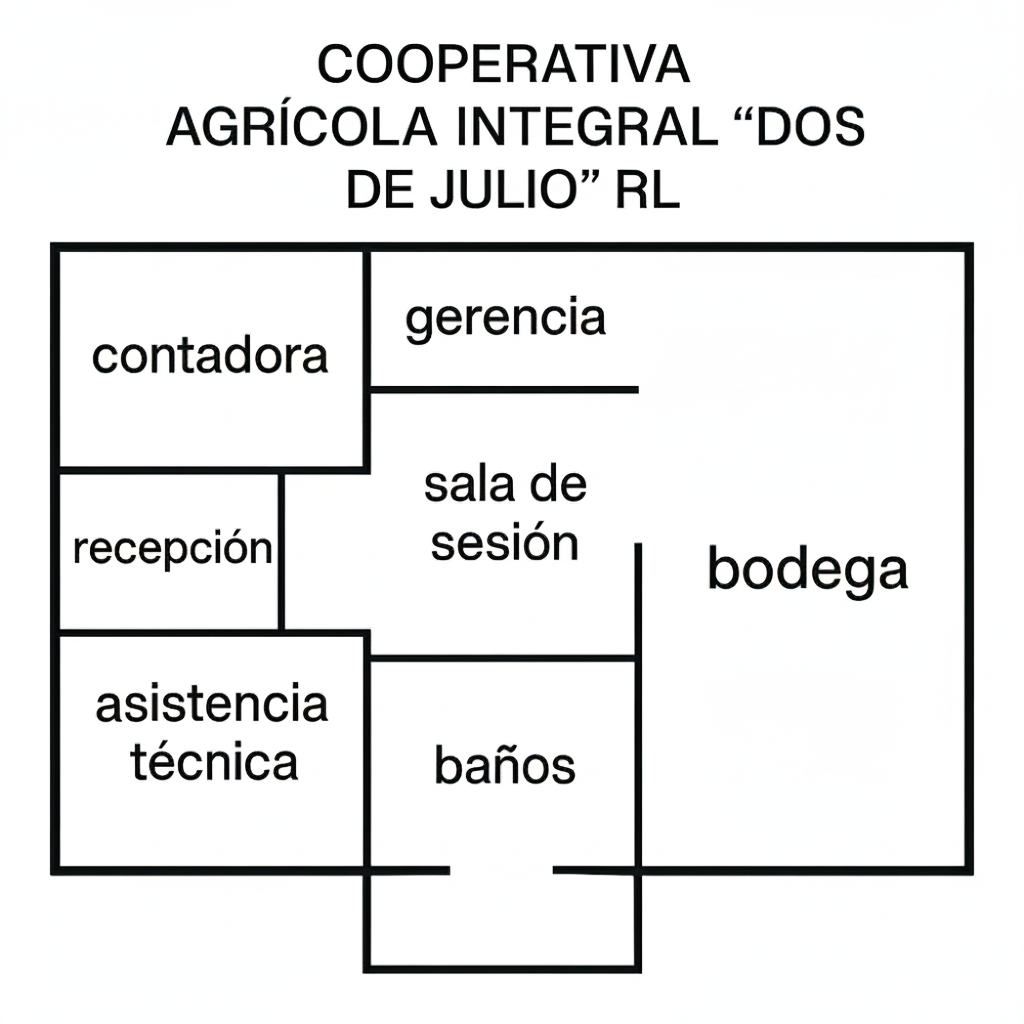 COOPERATIVA
AGRÍCOLA INTEGRAL “DOS
DE JULIO” RL
contadora
gerencia
sala de
sesión
recepción
bodega
asistencia
técnica
baños